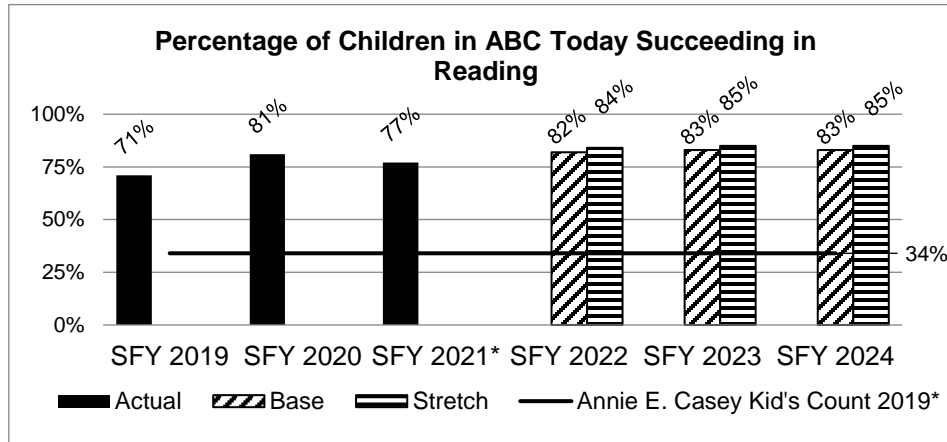 Percentage of Children in ABC Today Succeeding in
Reading
100%
75%
50%
25%
0%
71%
81%
77%
82%
84%
83%
85%
83%
85%
34%
SFY 2019
SFY 2020
SFY 2021*
SFY 2022
SFY 2023
SFY 2024
Actual
Base
Stretch
Annie E. Casey Kid's Count 2019*